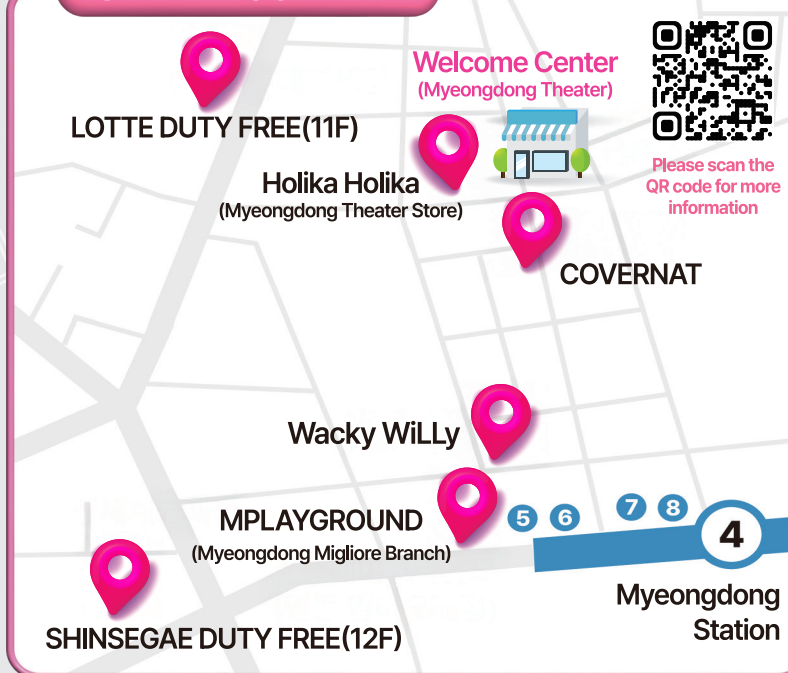 Welcome Center
(Myeongdong Theater)
LOTTE DUTY FREE(11F)
Please scan the
QR code for more
information
Holika Holika
(Myeongdong Theater Store)
COVERNAT
Wacky WiLLy
MPLAYGROUND
(Myeongdong Migliore Branch)
5 6 7 8
4
Myeongdong
Station
SHINSEGAE DUTY FREE(12F)